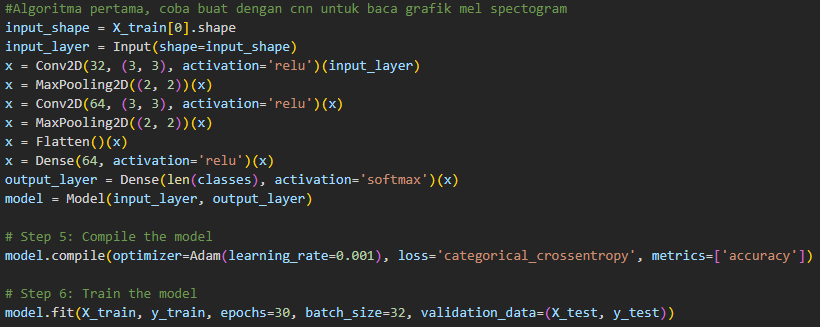 #Algoritma pertama, coba buat dengan cnn untuk baca grafik mel spectogram
input_shape = X_train[0].shape
input_layer = Input(shape=input_shape)
x = Conv2D(32, (3, 3), activation='relu')(input_layer)
x = MaxPooling2D((2, 2))(x)
x = Conv2D(64, (3, 3), activation='relu')(x)
x = MaxPooling2D((2, 2))(x)
x = Flatten()(x)
x = Dense(64, activation='relu')(x)
output_layer = Dense(len(classes), activation='softmax')(x)
model = Model(input_layer, output_layer)
# Step 5: Compile the model
model.compile(optimizer=Adam(learning_rate=0.001), loss='categorical_crossentropy', metrics=['accuracy'])
# Step 6: Train the model
model.fit(X_train, y_train, epochs=30, batch_size=32, validation_data=(X_test, y_test))